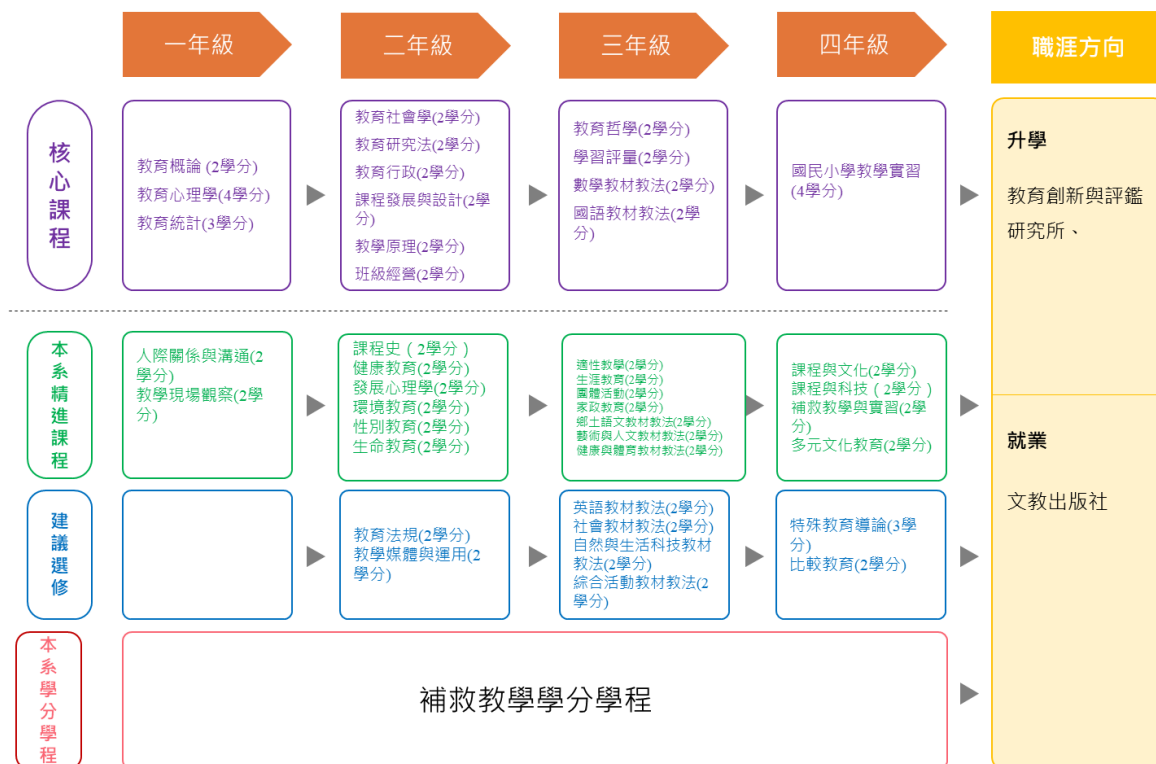 一年級
二年級
三年級
四年級
職涯方向
核
心
課
程
教育概論 (2學分)
教育心理學(4學分)
教育統計(3學分)
教育社會學(2學分)
教育研究法(2學分)
教育行政(2學分)
課程發展與設計(2學
分)
教學原理(2學分)
班級經營(2學分)
教育哲學(2學分)
學習評量(2學分)
數學教材教法(2學分)
國語教材教法(2學
分)
國民小學教學實習
(4學分)
升學
教育創新與評鑑
研究所、
本
系
精
進
課
程
人際關係與溝通(2
學分)
教學現場觀察(2學
分)
課程史（2學分）
健康教育(2學分)
發展心理學(2學分)
環境教育(2學分)
性別教育(2學分)
生命教育(2學分)
適性教學(2學分)
生涯教育(2學分)
團體活動(2學分)
家政教育(2學分)
鄉土語文教材教法(2學分)
藝術與人文教材教法(2學分)
健康與體育教材教法(2學分)
課程與文化(2學分)
課程與科技（2學分）
補救教學與實習(2學
分)
多元文化教育(2學分)
就業
文教出版社
建
議
選
修
教育法規(2學分)
教學媒體與運用(2
學分)
英語教材教法(2學分)
社會教材教法(2學分)
自然與生活科技教材
教法(2學分)
綜合活動教材教法(2
學分)
特殊教育導論(3學
分)
比較教育(2學分)
本
系
學
分
學
程
補救教學學分學程